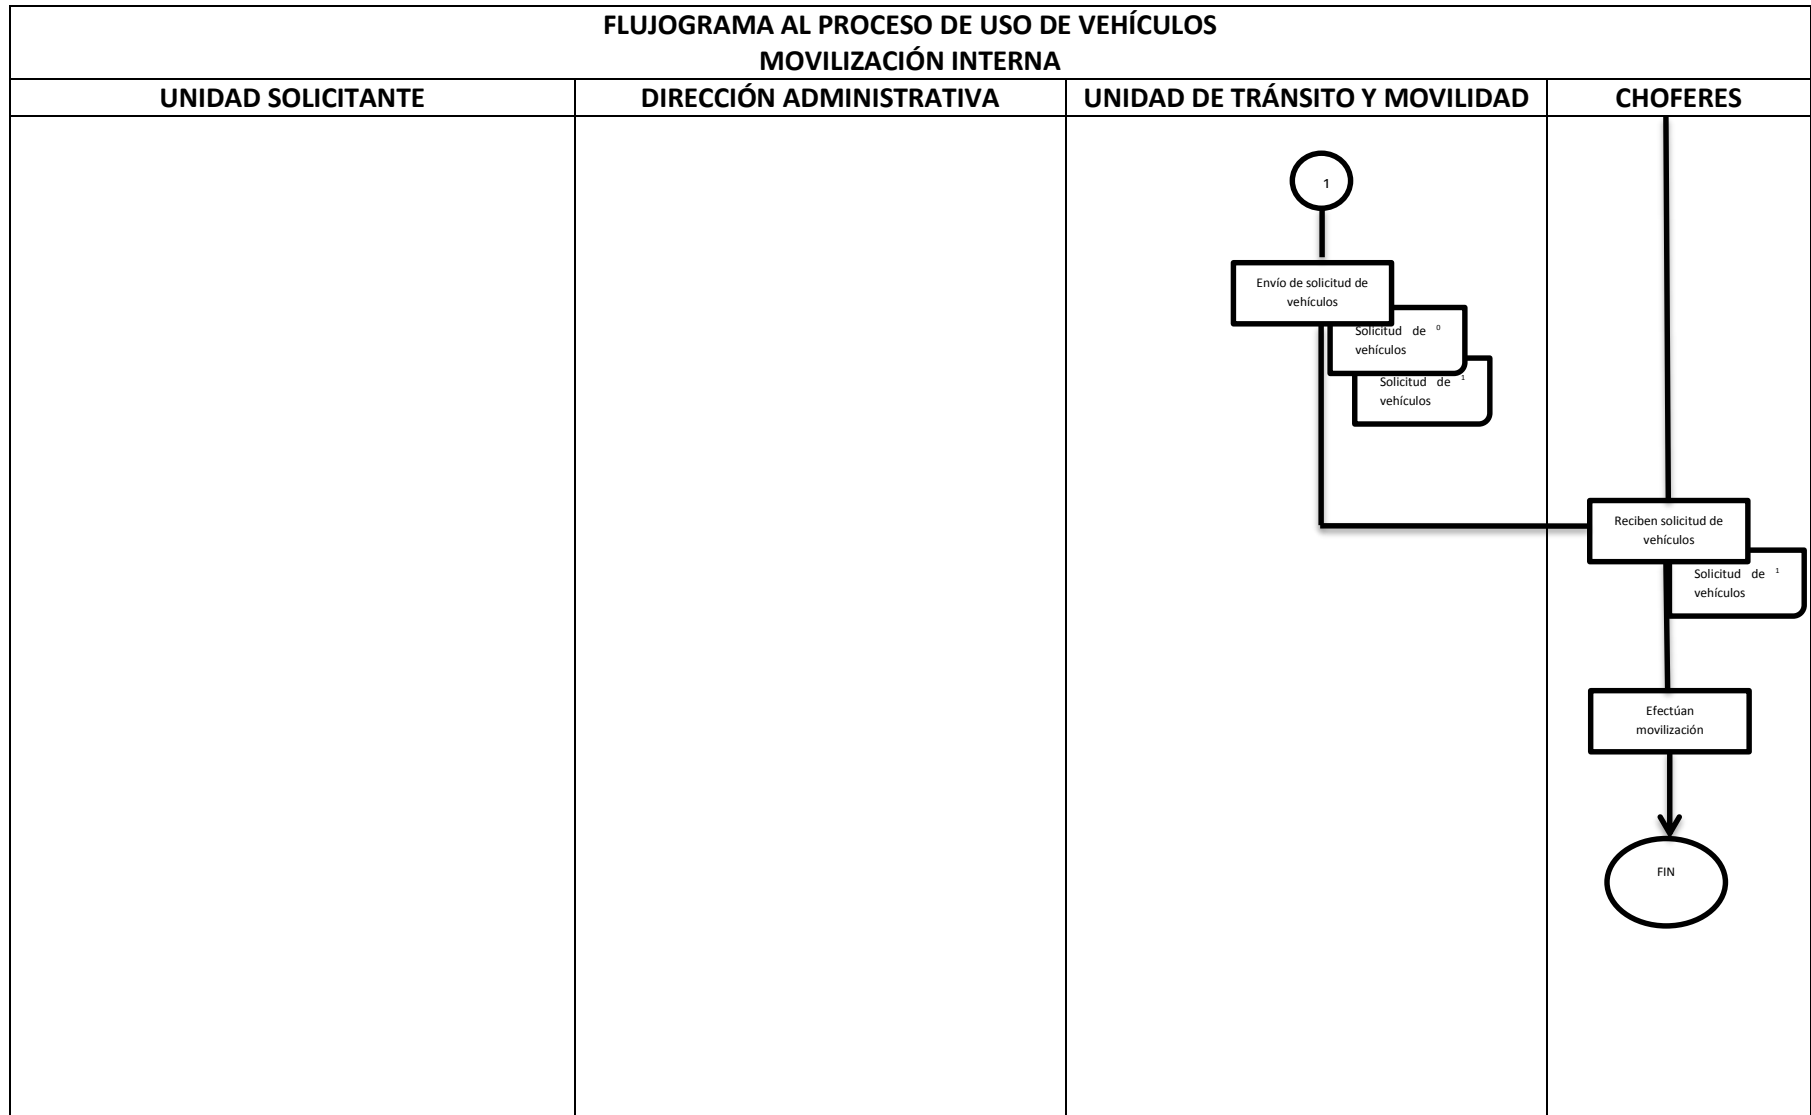 FLUJOGRAMA AL PROCESO DE USO DE VEHÍCULOS
MOVILIZACIÓN INTERNA
UNIDAD SOLICITANTE
DIRECCIÓN ADMINISTRATIVA
UNIDAD DE TRÁNSITO Y MOVILIDAD
CHOFERES
1
Envío de solicitud de
vehículos
Solicitud de 0
vehículos
Solicitud de 1
vehículos
Reciben solicitud de
vehículos
Solicitud de 1
vehículos
Efectúan
movilización
FIN